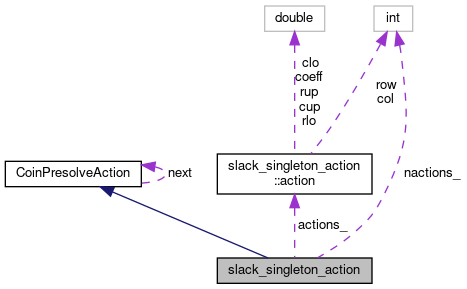 double
int
clo
coeff
rup
cup
rlo
row
col
CoinPresolveAction
next
slack_singleton_action
::action
nactions_
actions_
slack_singleton_action